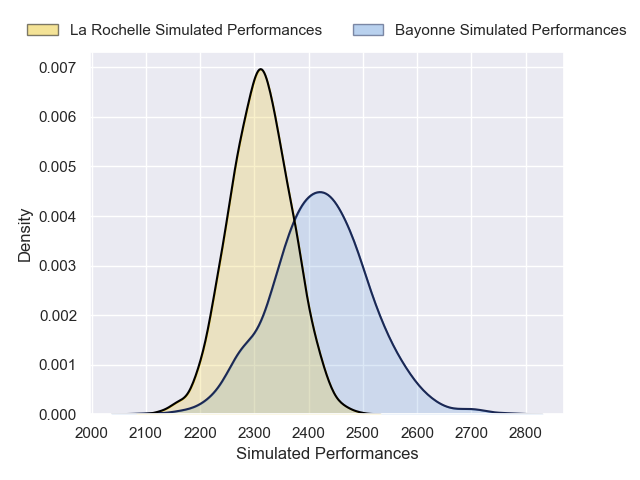 La Rochelle Simulated Performances Bayonne Simulated Performances
0.007
0.006
0.005
0.004
0.003
0.002
0.001
0.000
Density
2000 2100 2200 2300 2400 2500 2600 2700 2800
Simulated Performances